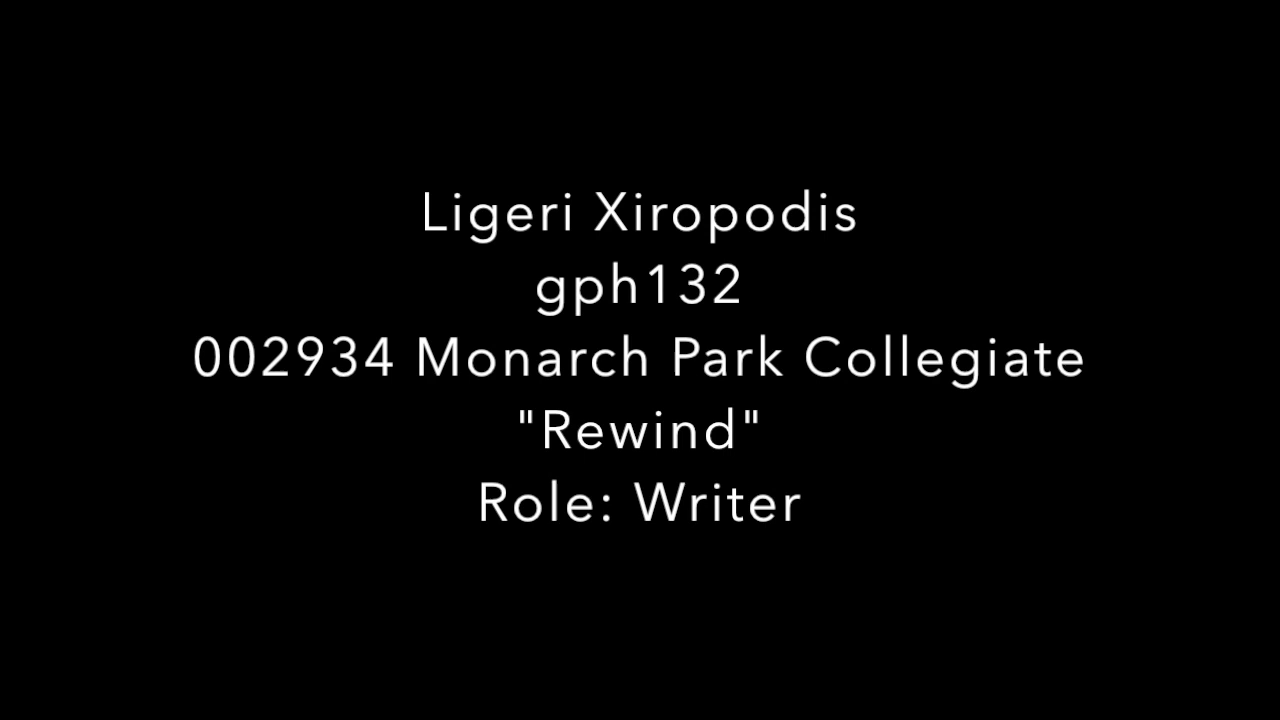 Ligeri Xiropodis
gph132
002934 Monarch Park Collegiate
"Rewind"
Role: Writer